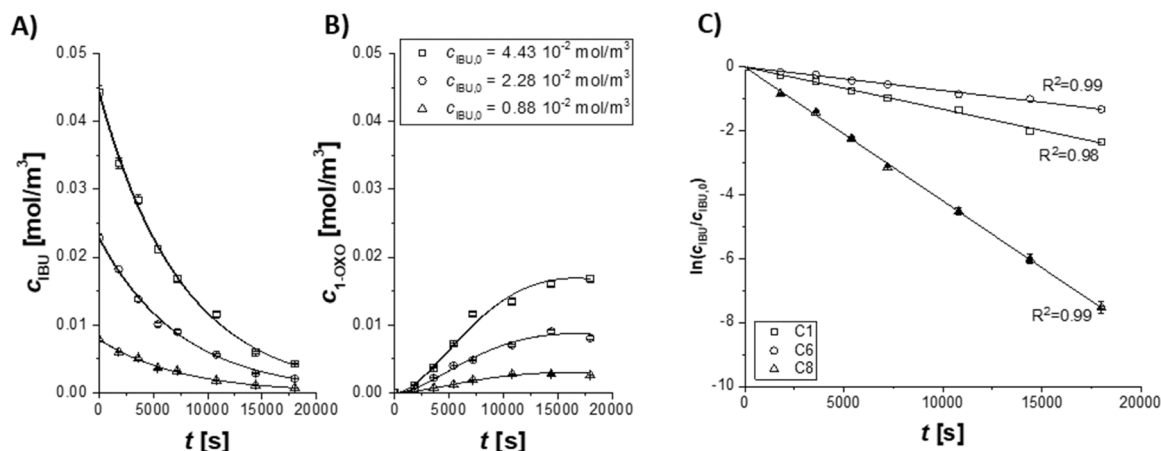 A)
0.05
0.04
0.03
0.02
0.01
0.00
c_IBU [mol/m³]
0 5000 10000 15000 20000
t [s]
B)
0.05
0.04
0.03
0.02
0.01
0.00
c_1-OXO [mol/m³]
c_IBU,0 = 4.43 10⁻² mol/m³
c_IBU,0 = 2.28 10⁻² mol/m³
c_IBU,0 = 0.88 10⁻² mol/m³
0 5000 10000 15000 20000
t [s]
C)
0
-2
-4
-6
-8
-10
ln(c_IBU/c_IBU,0)
R²=0.99
R²=0.98
R²=0.99
C1
C6
C8
0 5000 10000 15000 20000
t [s]